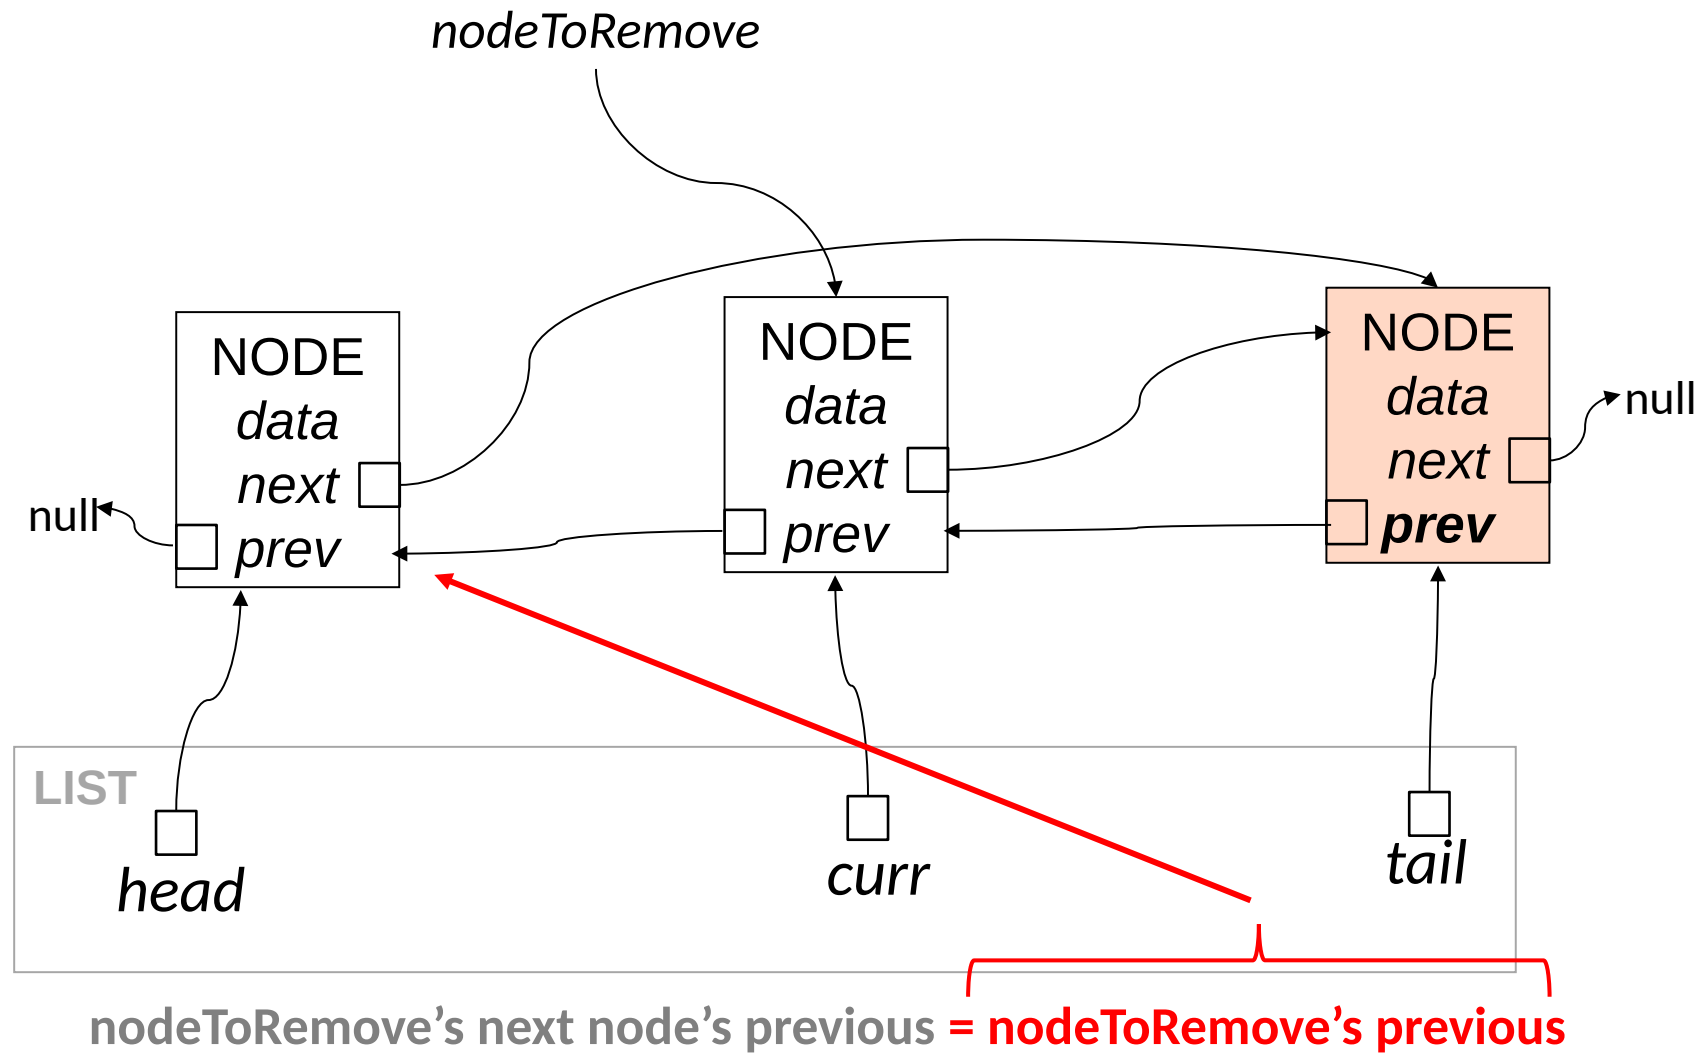 nodeToRemove
NODE
data
next
prev
null
NODE
data
next
prev
NODE
data
next
prev
null
LIST
head
curr
tail
nodeToRemove’s next node’s previous = nodeToRemove’s previous